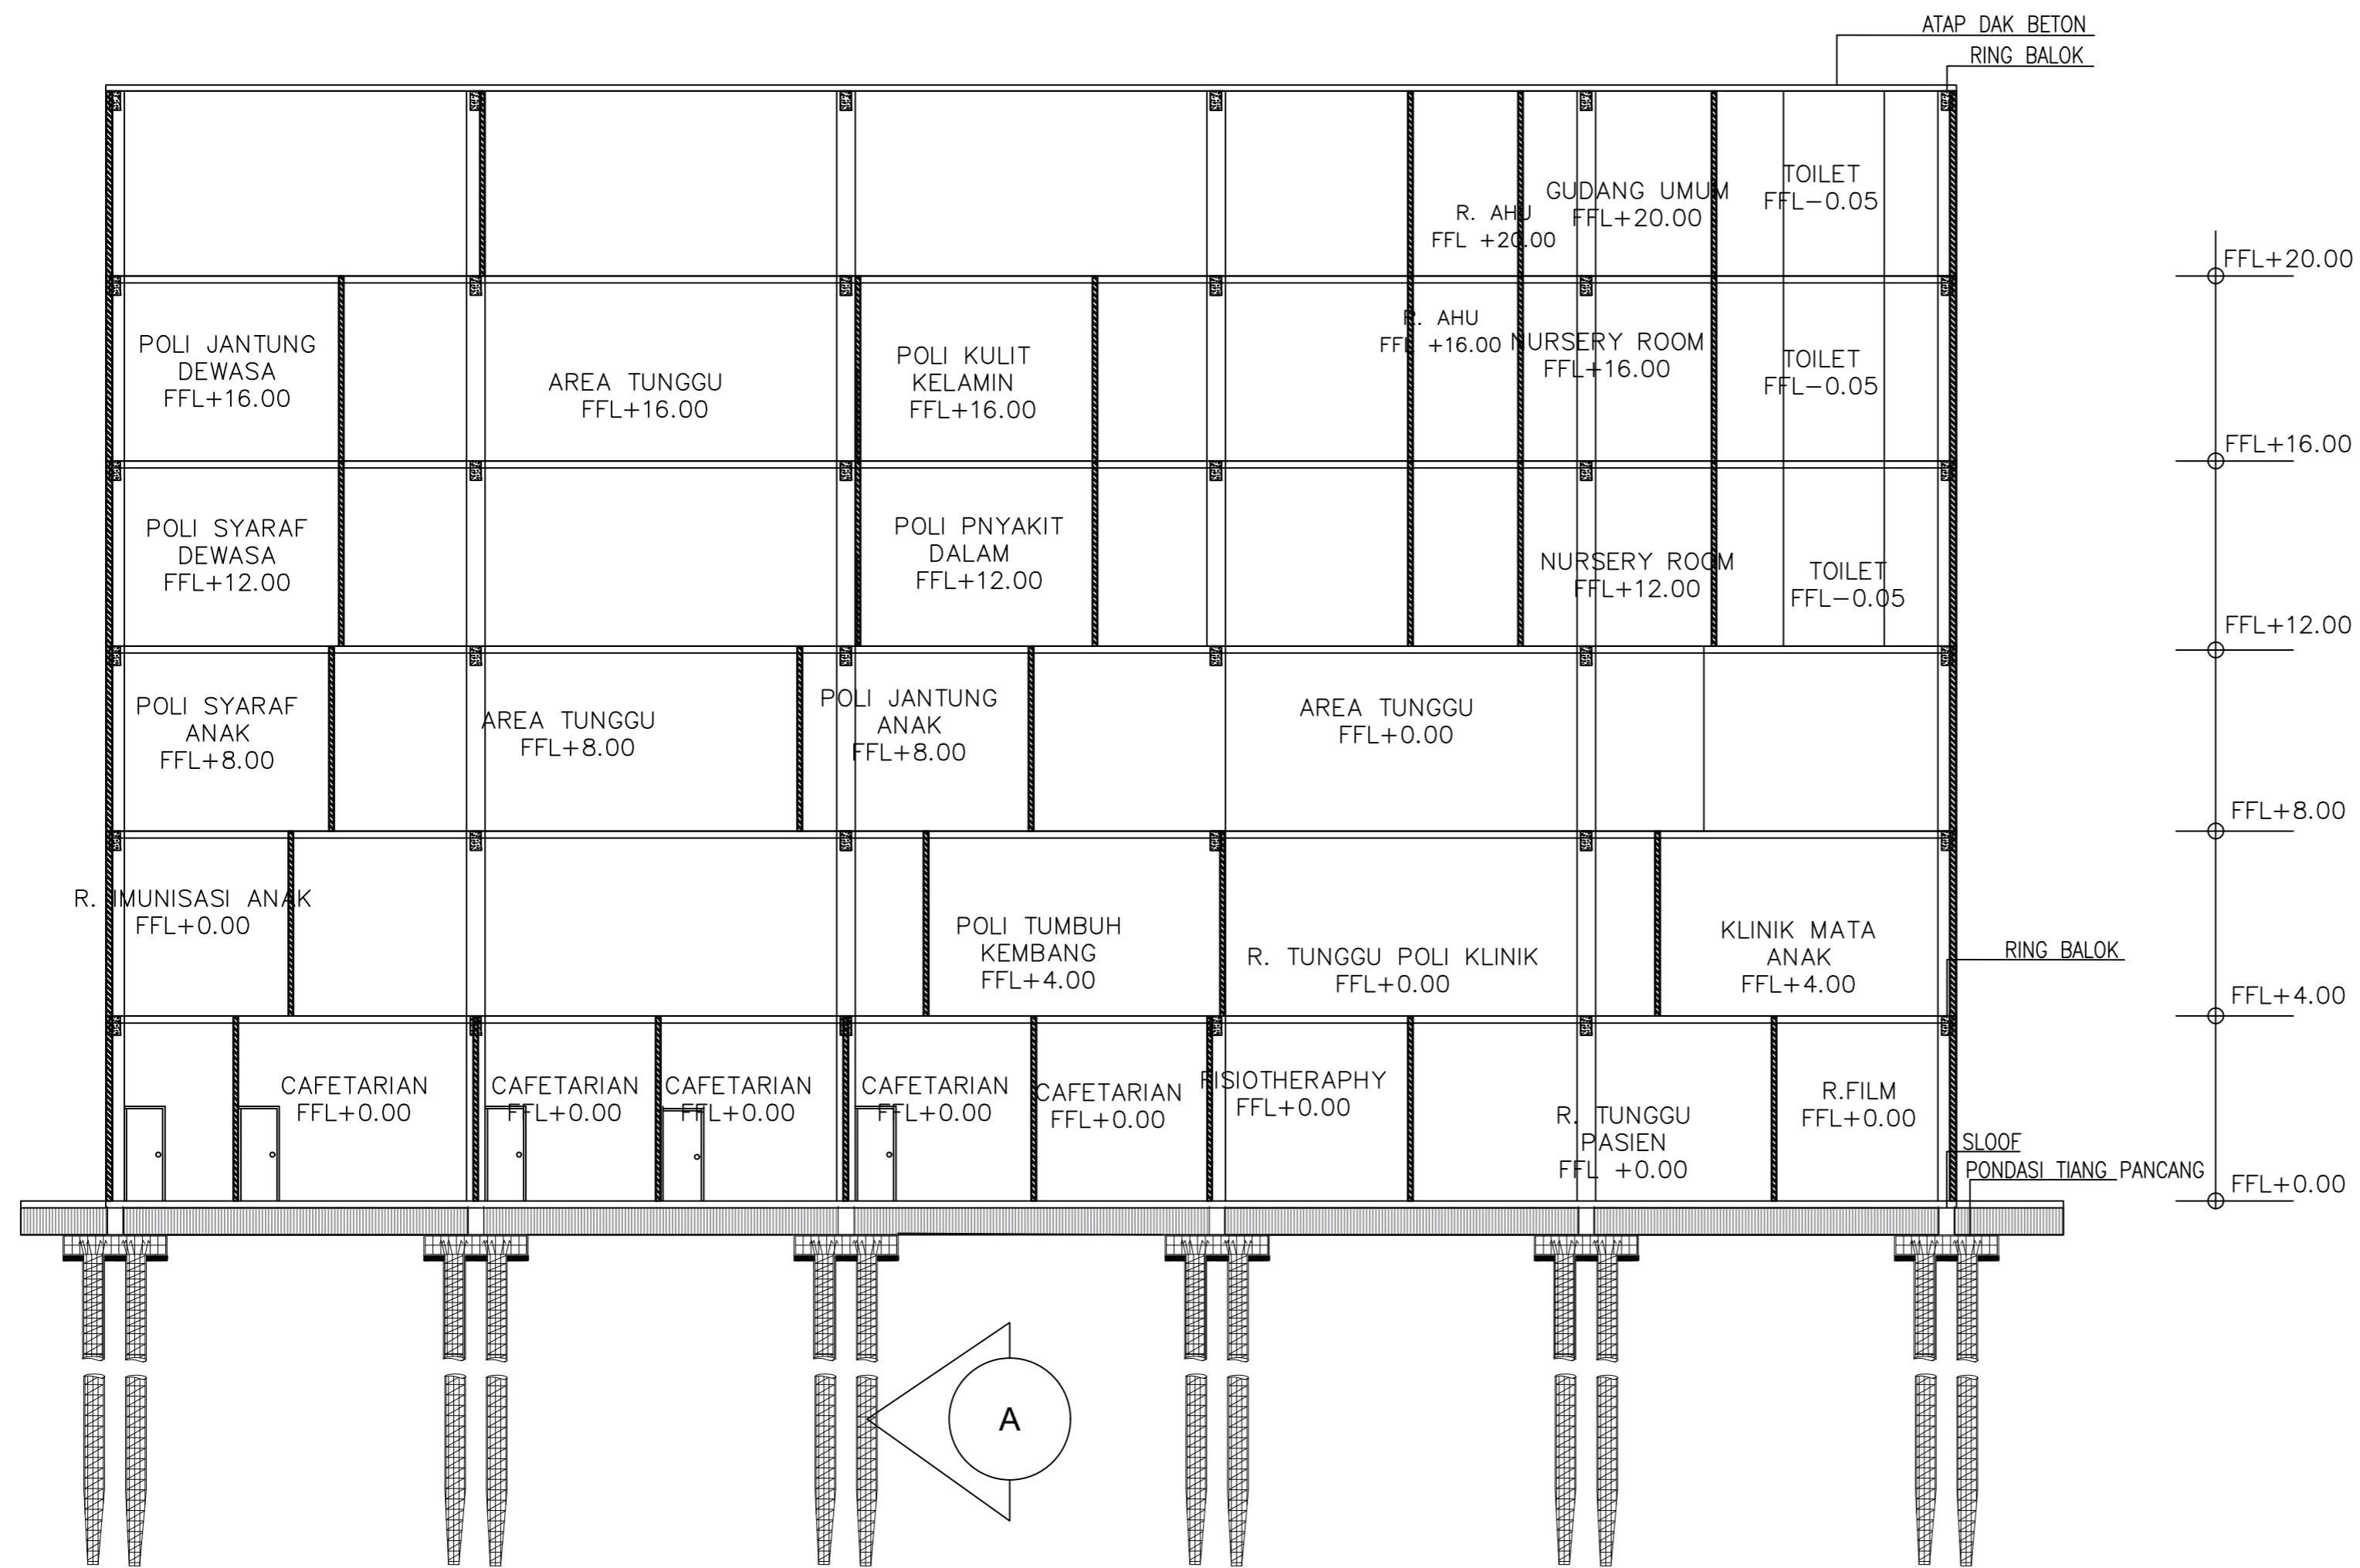 ATAP DAK BETON
RING BALOK
TOILET
FFL-0.05
GUDANG UMUM
FFL+20.00
R. AHU
FFL +20.00
FFL+20.00
POLI JANTUNG
DEWASA
FFL+16.00
AREA TUNGGU
FFL+16.00
POLI KULIT
KELAMIN
FFL+16.00
R. AHU
FFL +16.00
NURSERY ROOM
FFL+16.00
TOILET
FFL-0.05
FFL+16.00
POLI SYARAF
DEWASA
FFL+12.00
POLI PNYAKIT
DALAM
FFL+12.00
NURSERY ROOM
FFL+12.00
TOILET
FFL-0.05
FFL+12.00
POLI SYARAF
ANAK
FFL+8.00
AREA TUNGGU
FFL+8.00
POLI JANTUNG
ANAK
FFL+8.00
AREA TUNGGU
FFL+0.00
FFL+8.00
R. IMUNISASI ANAK
FFL+0.00
POLI TUMBUH
KEMBANG
FFL+4.00
R. TUNGGU POLI KLINIK
FFL+0.00
KLINIK MATA
ANAK
FFL+4.00
RING BALOK
FFL+4.00
CAFETARIAN
FFL+0.00
CAFETARIAN
FFL+0.00
CAFETARIAN
FFL+0.00
CAFETARIAN
FFL+0.00
CAFETARIAN
FFL+0.00
FISIOTHERAPHY
FFL+0.00
R. TUNGGU
PASIEN
FFL +0.00
R.FILM
FFL+0.00
SLOOF
PONDASI TIANG PANCANG
FFL+0.00
A